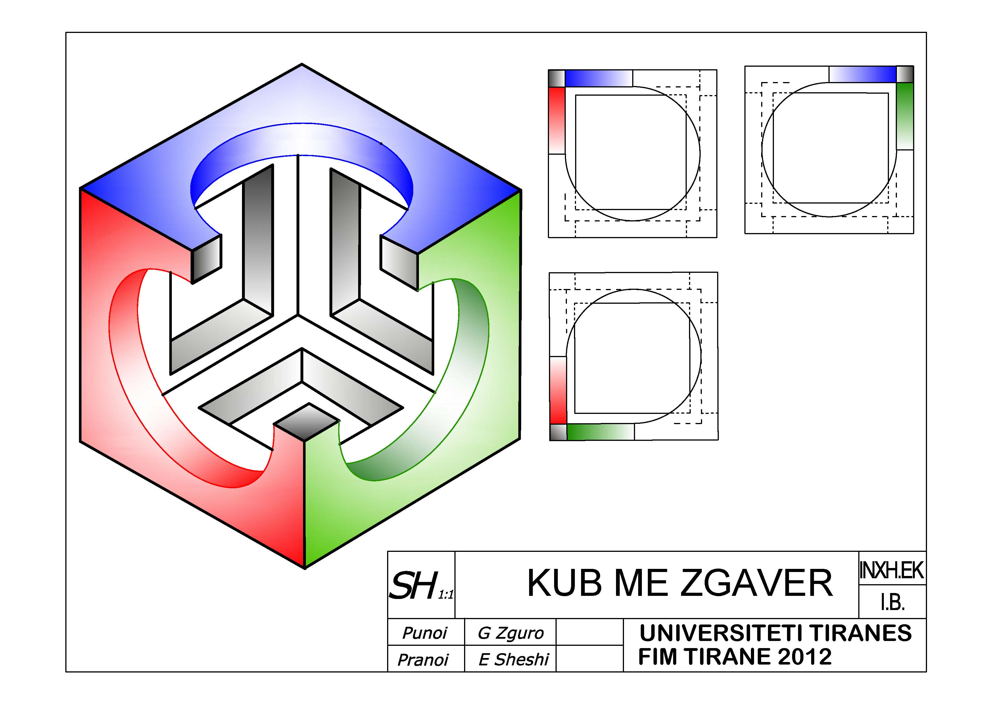 SH 1:1
KUB ME ZGAVER
INXH.EK
I.B.
Punoi
G Zguro
Pranoi
E Sheshi
UNIVERSITETI TIRANES
FIM TIRANE 2012